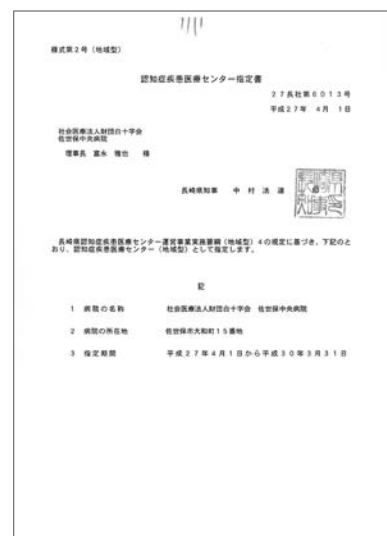 様式第2号(地域型)
認知症疾患医療センター指定書
27長社第6013号
平成27年 4月 1日
社会医療法人財団白十字会
佐世保中央病院
理事長 富永 雅也 様
長崎県知事 中村法道
長崎県認知症疾患医療センター運営事業実施要綱(地域型)4の規定に基づき、下記のと
おり、認知症疾患医療センター(地域型)として指定します。
記
1 病院の名称 社会医療法人財団白十字会 佐世保中央病院
2 病院の所在地 佐世保市大和町15番地
3 指定期間 平成27年4月1日から平成30年3月31日